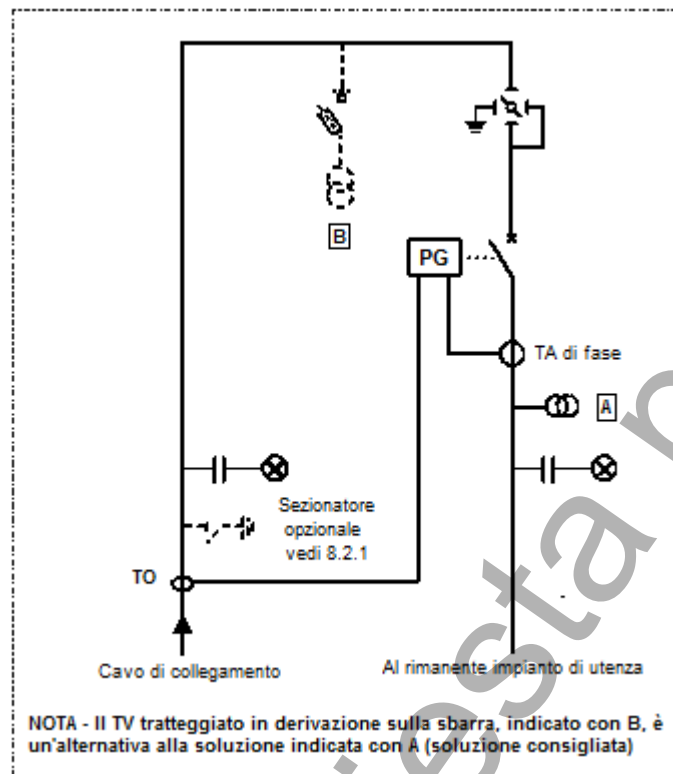 B
PG
TA di fase
A
Sezionatore
opzionale
vedi 8.2.1
TO
Cavo di collegamento
Al rimanente impianto di utenza
NOTA - Il TV tratteggiato in derivazione sulla sbarra, indicato con B, è
un'alternativa alla soluzione indicata con A (soluzione consigliata)